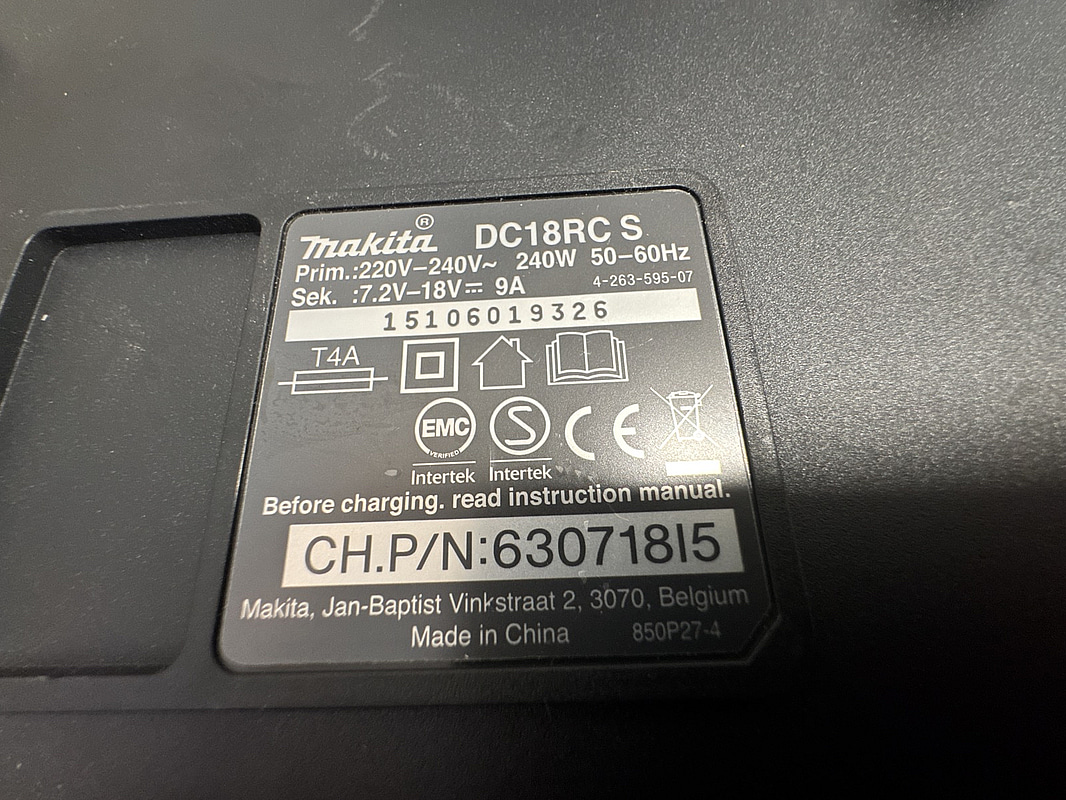 makita® DC18RC S
Prim.:220V–240V~ 240W 50–60Hz
Sek. :7.2V–18V⎓ 9A 4-263-595-07
15106019326
T4A
EMC
VERIFIED
S
Intertek Intertek
CE
Before charging. read instruction manual.
CH.P/N:630718I5
Makita, Jan-Baptist Vinkstraat 2, 3070, Belgium
Made in China 850P27-4